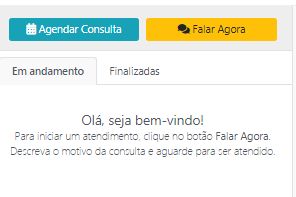 Agendar Consulta
Falar Agora
Em andamento
Finalizadas
Olá, seja bem-vindo!
Para iniciar um atendimento, clique no botão Falar Agora.
Descreva o motivo da consulta e aguarde para ser atendido.